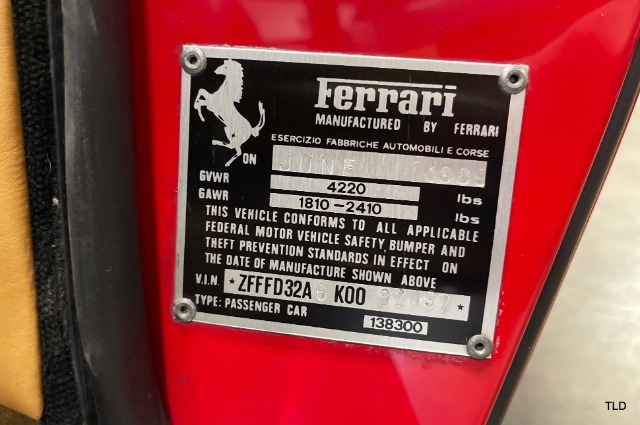 Ferrari
MANUFACTURED BY FERRARI
ESERCIZIO FABBRICHE AUTOMOBILI E CORSE
ON JUNE
GVWR 4220 lbs
GAWR 1810-2410 lbs
THIS VEHICLE CONFORMS TO ALL APPLICABLE
FEDERAL MOTOR VEHICLE SAFETY, BUMPER AND
THEFT PREVENTION STANDARDS IN EFFECT ON
THE DATE OF MANUFACTURE SHOWN ABOVE
V.I.N. * ZFFFD32A K00 *
TYPE: PASSENGER CAR 138300
TLD